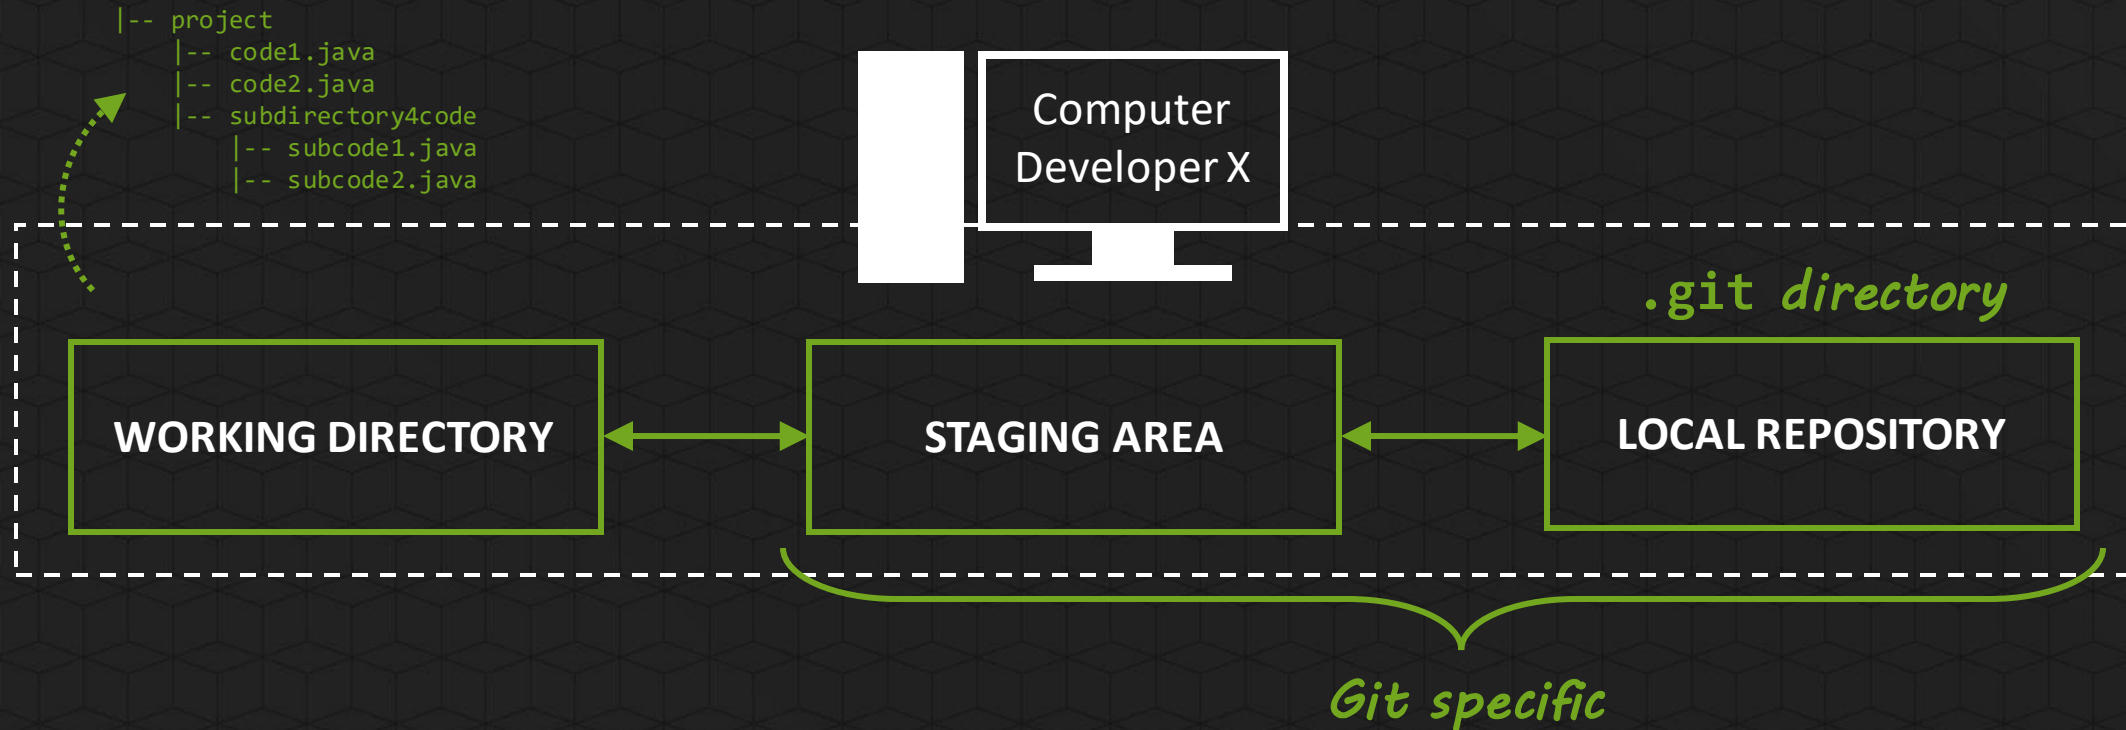 |-- project
|-- code1.java
|-- code2.java
|-- subdirectory4code
|-- subcode1.java
|-- subcode2.java
Computer
Developer X
.git directory
WORKING DIRECTORY
STAGING AREA
LOCAL REPOSITORY
Git specific